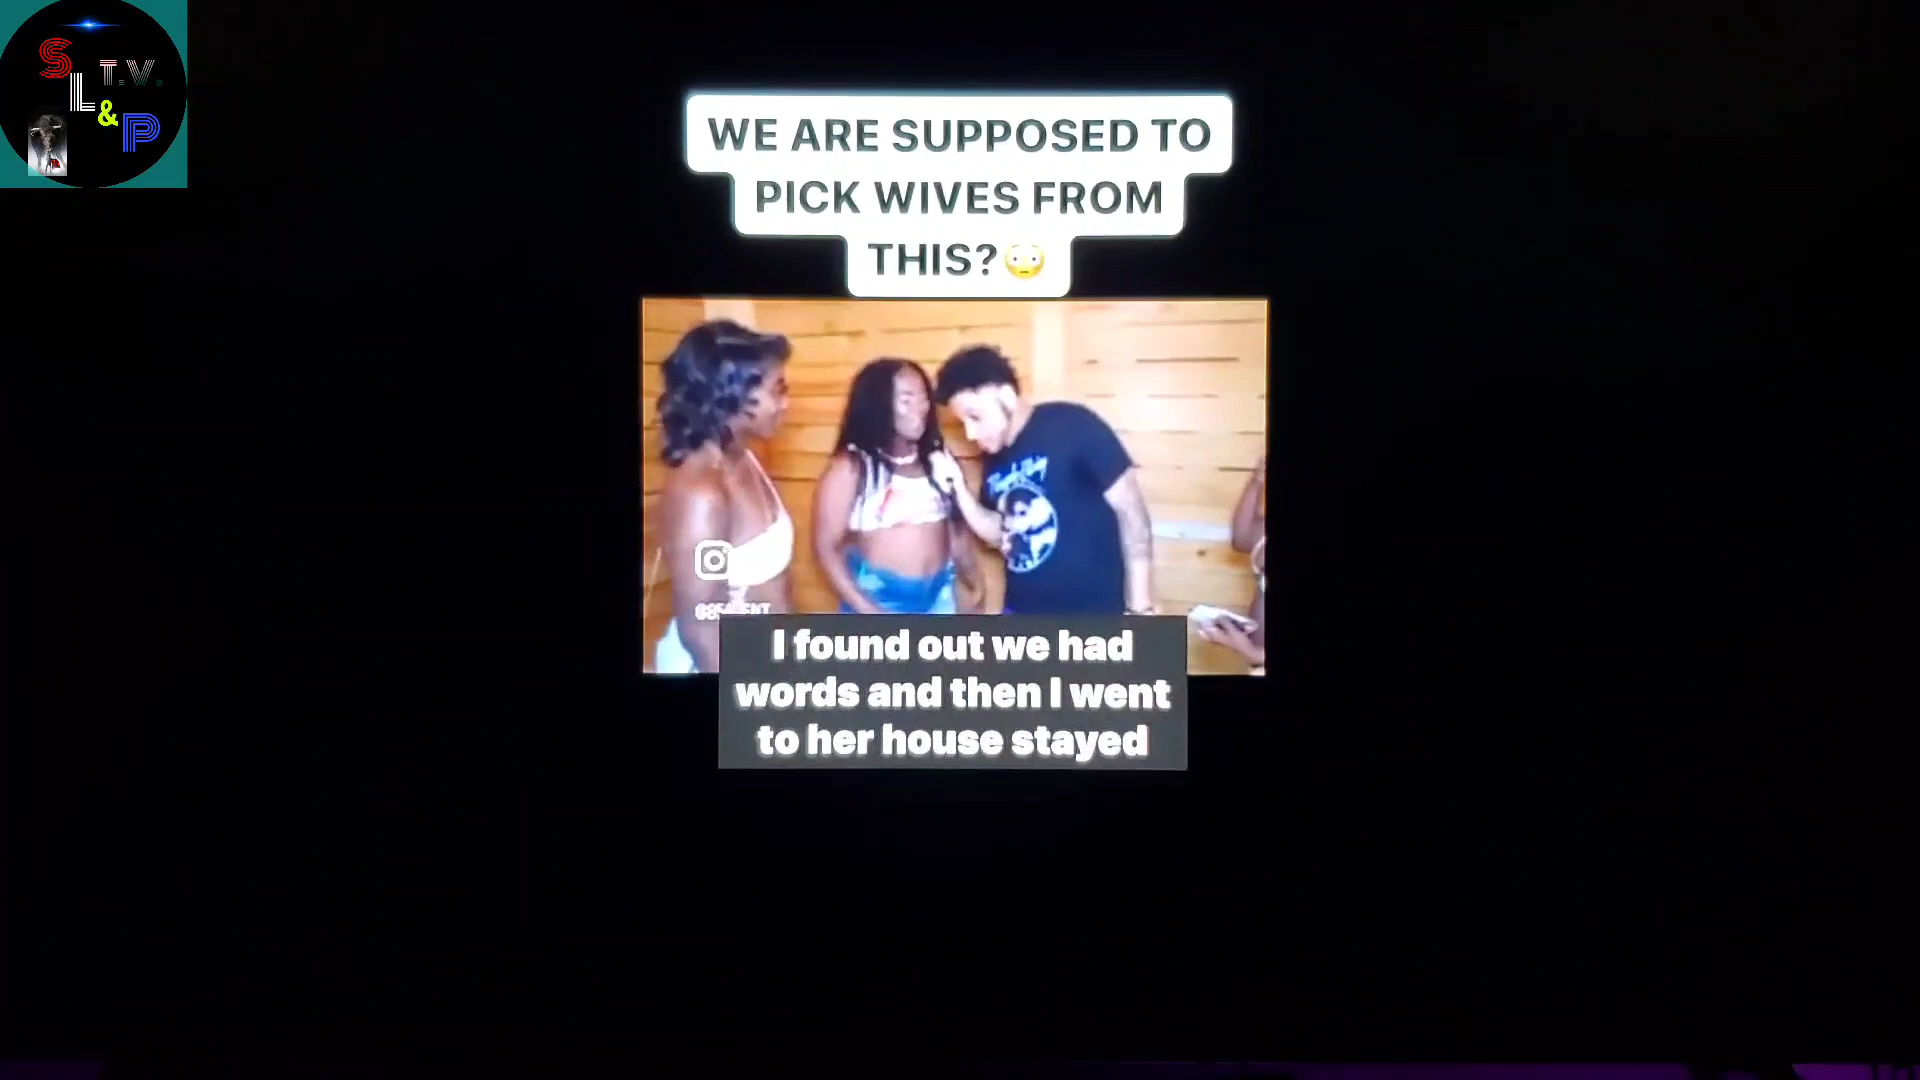 S
T.V.
L
&
P
WE ARE SUPPOSED TO
PICK WIVES FROM
THIS?😳
I found out we had
words and then I went
to her house stayed